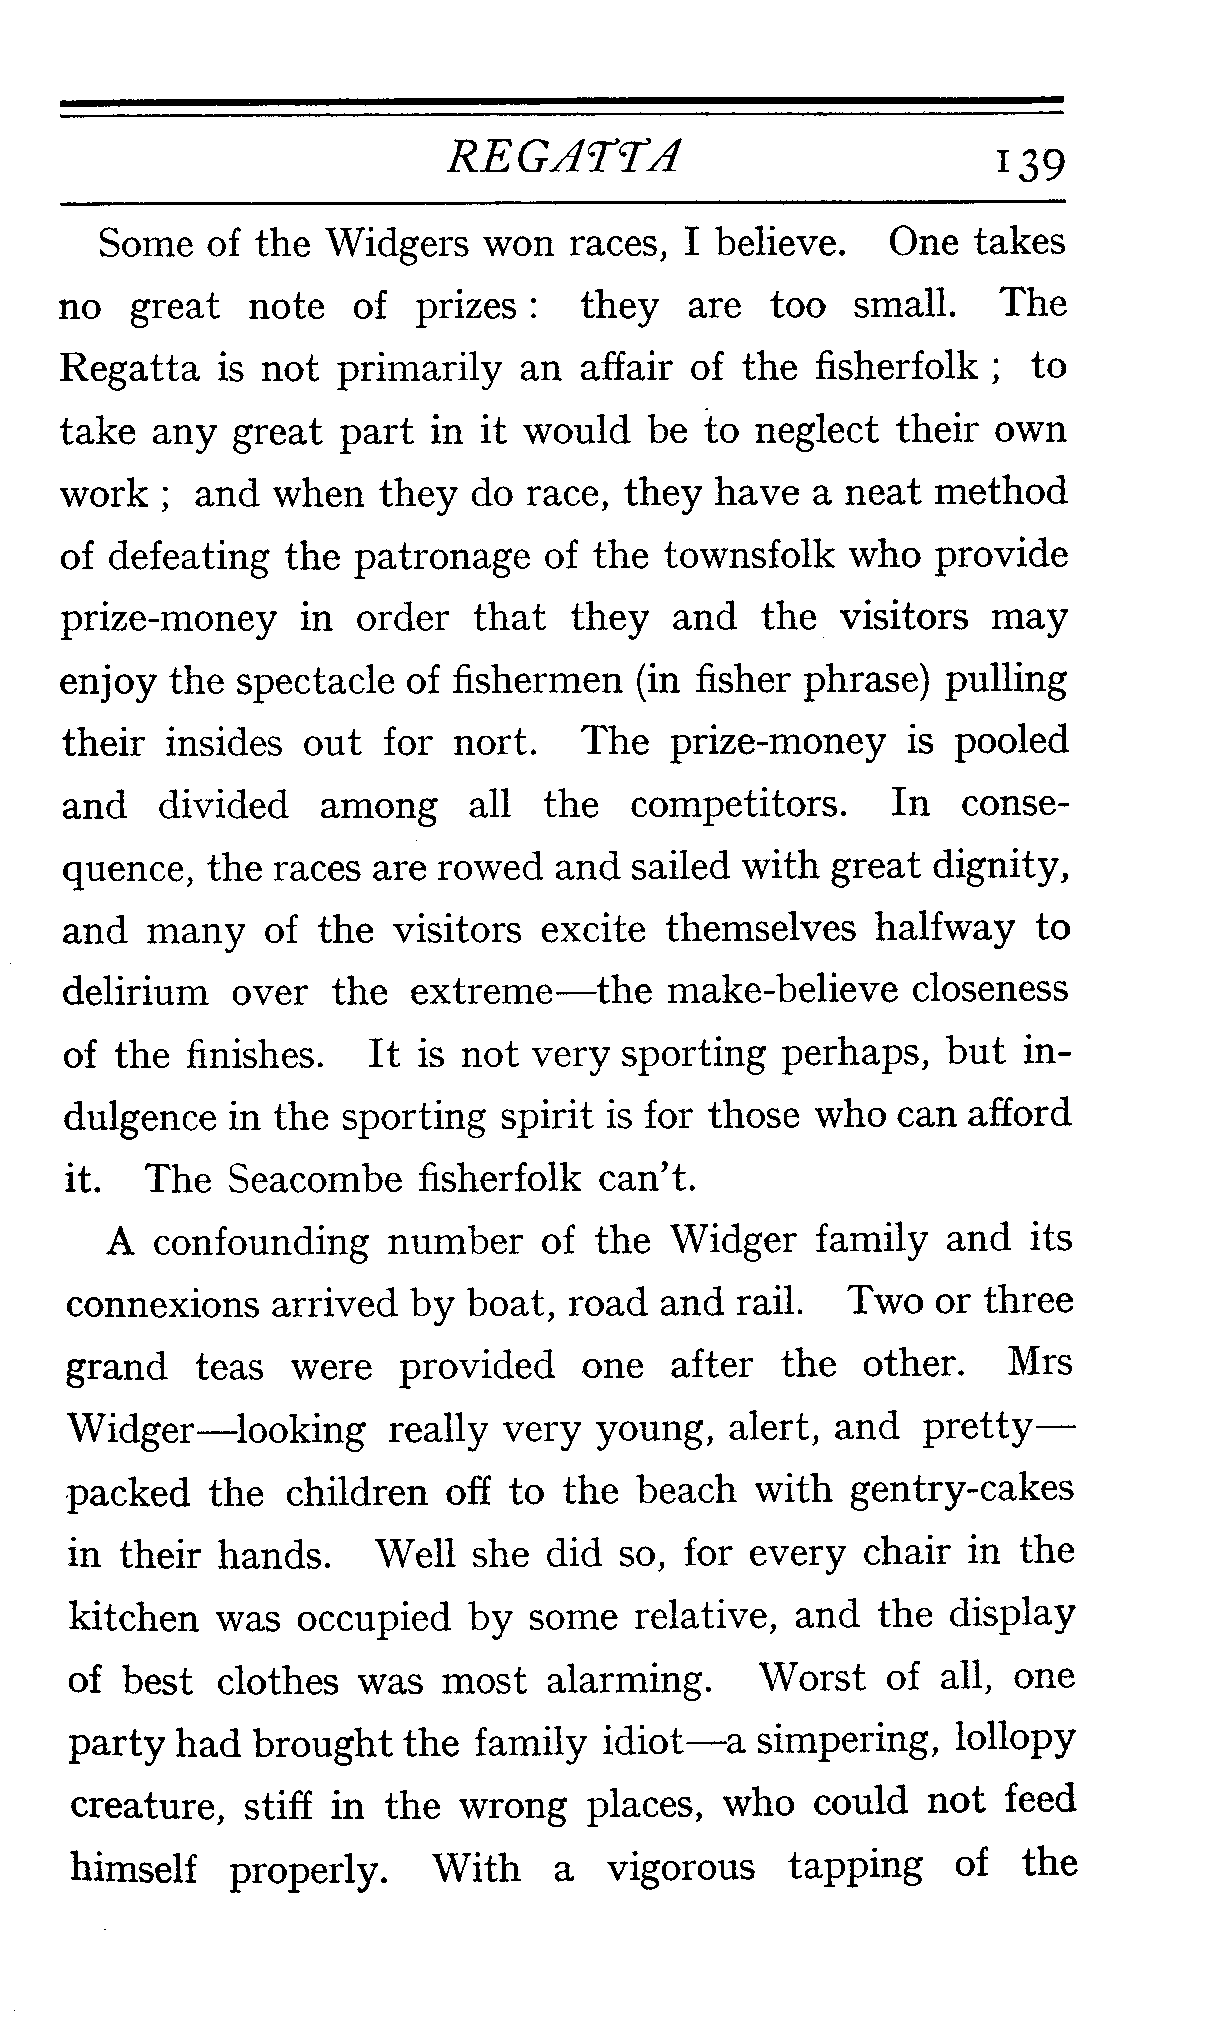 REGATTA 139
Some of the Widgers won races, I believe. One takes
no great note of prizes : they are too small. The
Regatta is not primarily an affair of the fisherfolk ; to
take any great part in it would be to neglect their own
work ; and when they do race, they have a neat method
of defeating the patronage of the townsfolk who provide
prize-money in order that they and the visitors may
enjoy the spectacle of fishermen (in fisher phrase) pulling
their insides out for nort. The prize-money is pooled
and divided among all the competitors. In conse-
quence, the races are rowed and sailed with great dignity,
and many of the visitors excite themselves halfway to
delirium over the extreme—the make-believe closeness
of the finishes. It is not very sporting perhaps, but in-
dulgence in the sporting spirit is for those who can afford
it. The Seacombe fisherfolk can't.
A confounding number of the Widger family and its
connexions arrived by boat, road and rail. Two or three
grand teas were provided one after the other. Mrs
Widger—looking really very young, alert, and pretty—
packed the children off to the beach with gentry-cakes
in their hands. Well she did so, for every chair in the
kitchen was occupied by some relative, and the display
of best clothes was most alarming. Worst of all, one
party had brought the family idiot—a simpering, lollopy
creature, stiff in the wrong places, who could not feed
himself properly. With a vigorous tapping of the